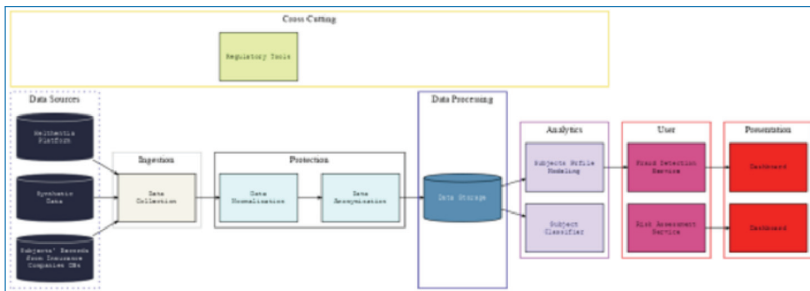 Cross Cutting
Regulatory Tools
Data Sources
Data Processing
Healthentia
Platform
Ingestion
Protection
Analytics
User
Presentation
Data
Collection
Data
Normalization
Data
Anonymization
Data Storage
Subjects Profile
Modeling
Fraud Detection
Service
Dashboard
Synthetic
Data
Subject
Classifier
Risk Assessment
Service
Dashboard
Subjects' Records
from Insurance
Companies DBs